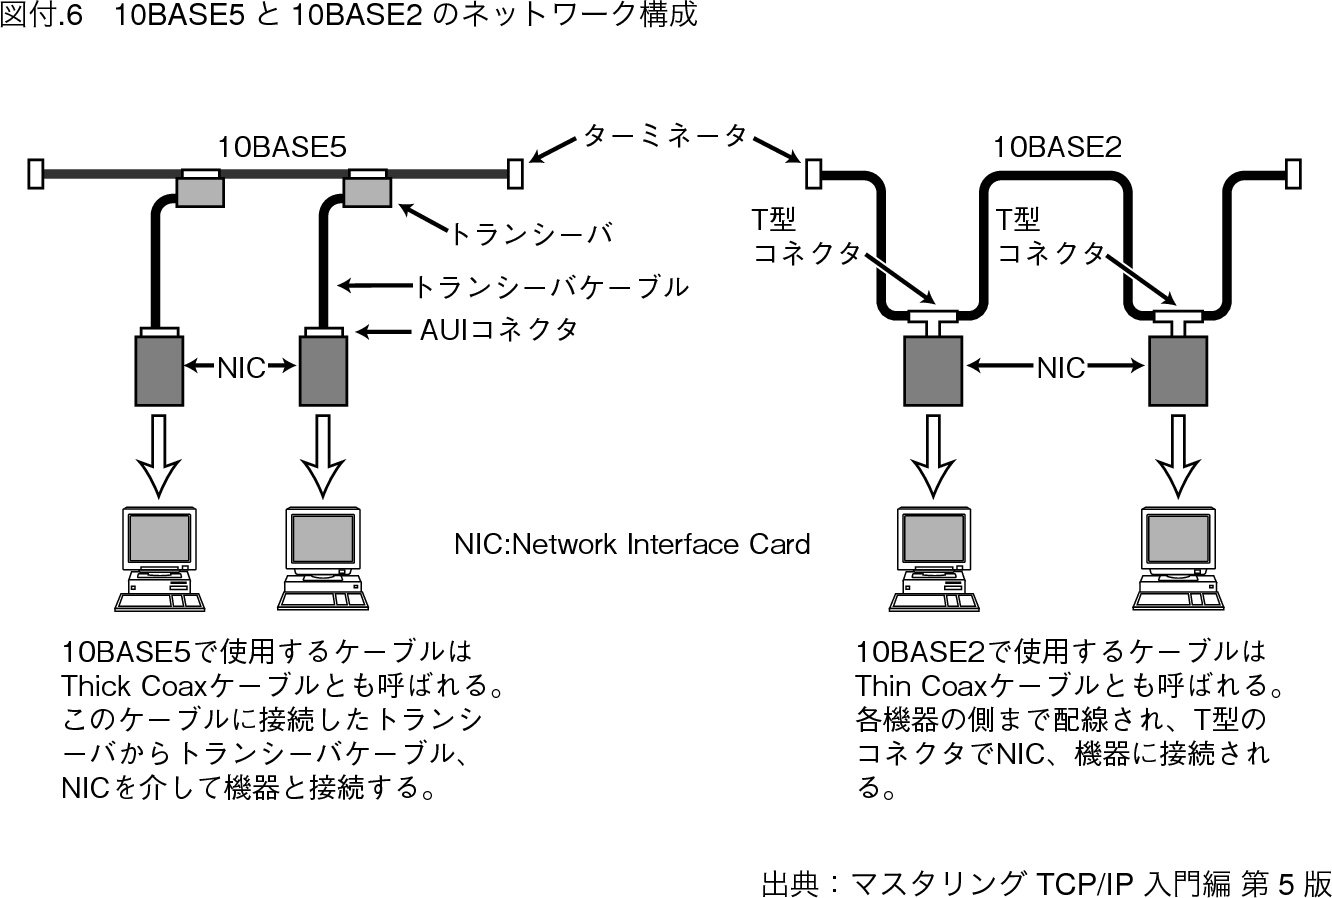 図付.6　10BASE5 と 10BASE2 のネットワーク構成
10BASE5
ターミネータ
10BASE2
トランシーバ
トランシーバケーブル
AUIコネクタ
NIC
T型
コネクタ
T型
コネクタ
NIC
NIC:Network Interface Card
10BASE5で使用するケーブルは
Thick Coaxケーブルとも呼ばれる。
このケーブルに接続したトランシ
ーバからトランシーバケーブル、
NICを介して機器と接続する。
10BASE2で使用するケーブルは
Thin Coaxケーブルとも呼ばれる。
各機器の側まで配線され、T型の
コネクタでNIC、機器に接続され
る。
出典：マスタリング TCP/IP 入門編 第 5 版